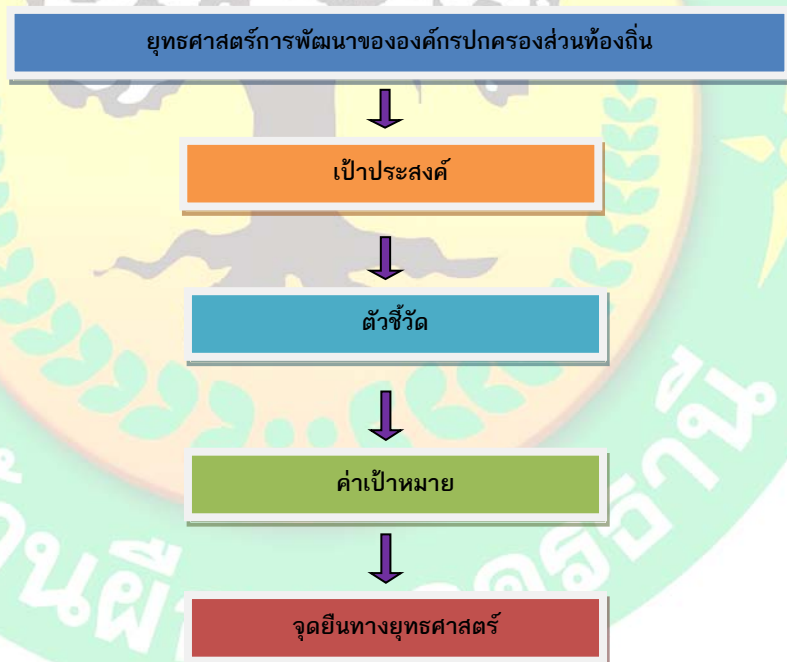 ยุทธศาสตร์การพัฒนาขององค์กรปกครองส่วนท้องถิ่น
เป้าประสงค์
ตัวชี้วัด
ค่าเป้าหมาย
จุดยืนทางยุทธศาสตร์